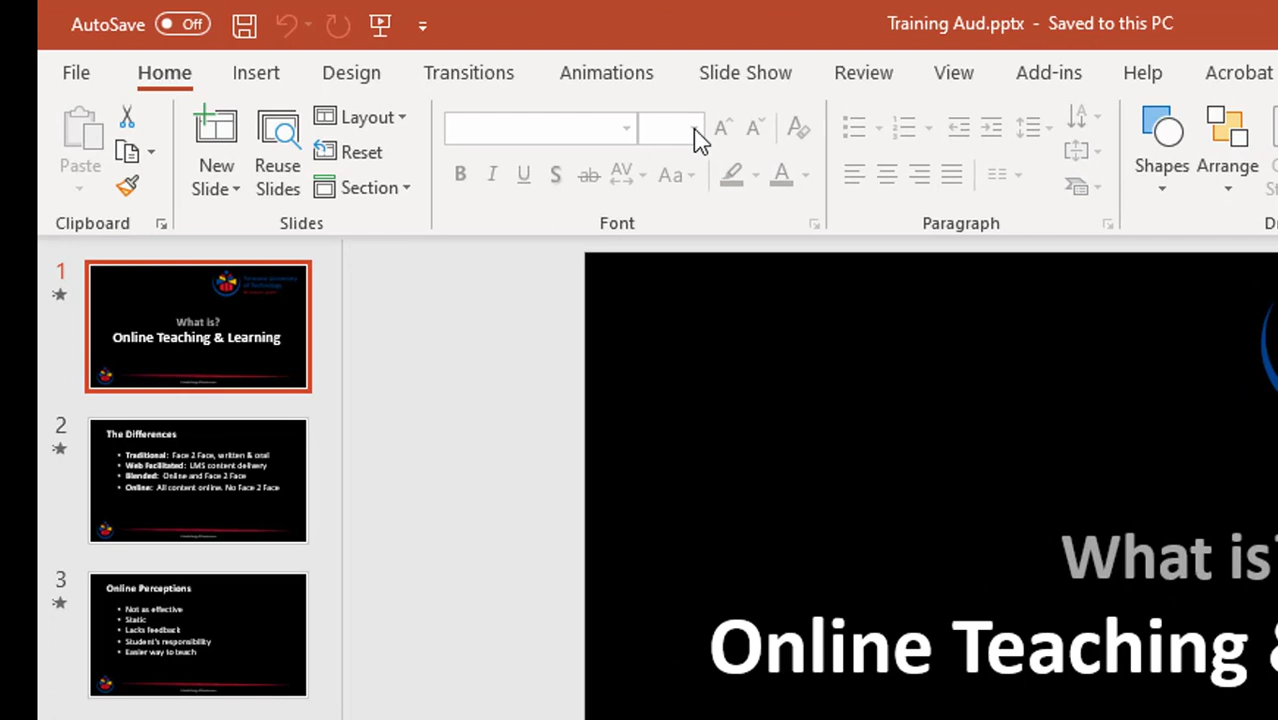 AutoSave Off Training Aud.pptx - Saved to this PC
File Home Insert Design Transitions Animations Slide Show Review View Add-ins Help Acrobat
Paste
New Slide
Reuse Slides
Layout
Reset
Section
B I U S ab AV Aa A
Shapes
Arrange
Clipboard Slides Font Paragraph
1
What is?
Online Teaching & Learning
2
The Differences
• Traditional: Face 2 Face, written & oral
• Web Facilitated: LMS content delivery
• Blended: Online and Face 2 Face
• Online: All content online. No Face 2 Face
3
Online Perceptions
• Not as effective
• Static
• Lacks feedback
• Student's responsibility
• Easier way to teach
What is?
Online Teaching &